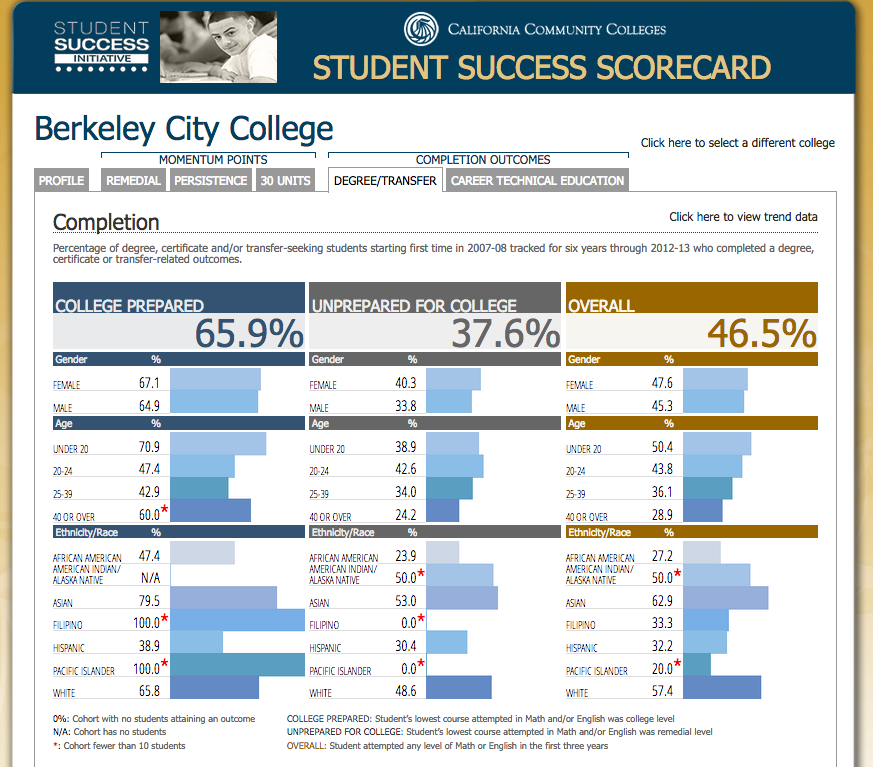 STUDENT
SUCCESS
INITIATIVE
CALIFORNIA COMMUNITY COLLEGES
STUDENT SUCCESS SCORECARD
Berkeley City College
Click here to select a different college
MOMENTUM POINTS COMPLETION OUTCOMES
PROFILE REMEDIAL PERSISTENCE 30 UNITS DEGREE/TRANSFER CAREER TECHNICAL EDUCATION
Completion Click here to view trend data
Percentage of degree, certificate and/or transfer-seeking students starting first time in 2007-08 tracked for six years through 2012-13 who completed a degree,
certificate or transfer-related outcomes.
COLLEGE PREPARED UNPREPARED FOR COLLEGE OVERALL
65.9% 37.6% 46.5%
Gender % Gender % Gender %
FEMALE 67.1 FEMALE 40.3 FEMALE 47.6
MALE 64.9 MALE 33.8 MALE 45.3
Age % Age % Age %
UNDER 20 70.9 UNDER 20 38.9 UNDER 20 50.4
20-24 47.4 20-24 42.6 20-24 43.8
25-39 42.9 25-39 34.0 25-39 36.1
40 OR OVER 60.0* 40 OR OVER 24.2 40 OR OVER 28.9
Ethnicity/Race % Ethnicity/Race % Ethnicity/Race %
AFRICAN AMERICAN 47.4 AFRICAN AMERICAN 23.9 AFRICAN AMERICAN 27.2
AMERICAN INDIAN/ AMERICAN INDIAN/ AMERICAN INDIAN/
ALASKA NATIVE N/A ALASKA NATIVE 50.0* ALASKA NATIVE 50.0*
ASIAN 79.5 ASIAN 53.0 ASIAN 62.9
FILIPINO 100.0* FILIPINO 0.0* FILIPINO 33.3
HISPANIC 38.9 HISPANIC 30.4 HISPANIC 32.2
PACIFIC ISLANDER 100.0* PACIFIC ISLANDER 0.0* PACIFIC ISLANDER 20.0*
WHITE 65.8 WHITE 48.6 WHITE 57.4
0%: Cohort with no students attaining an outcome COLLEGE PREPARED: Student's lowest course attempted in Math and/or English was college level
N/A: Cohort has no students UNPREPARED FOR COLLEGE: Student's lowest course attempted in Math and/or English was remedial level
*: Cohort fewer than 10 students OVERALL: Student attempted any level of Math or English in the first three years